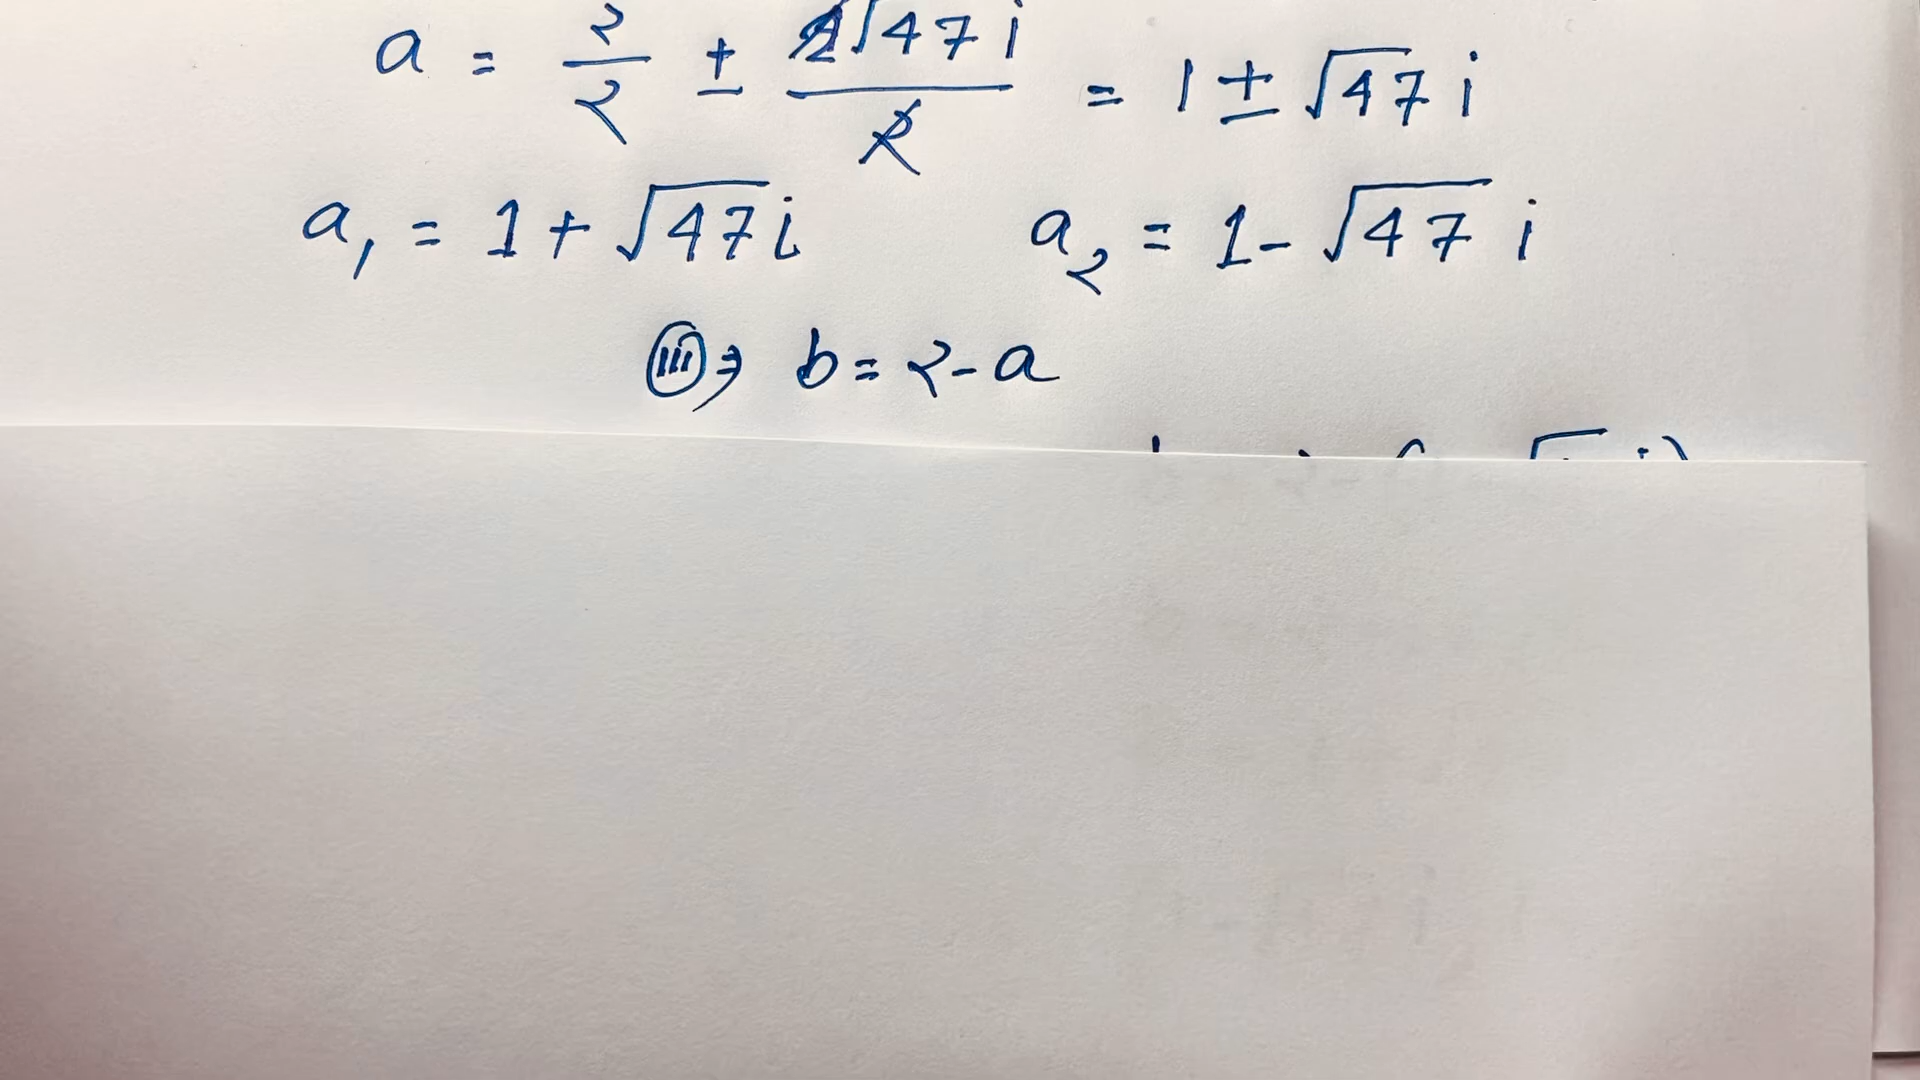 a = 2/2 ± 2√47 i/2 = 1 ± √47 i
a₁ = 1 + √47 i a₂ = 1 - √47 i
(iii) ⇒ b = 2 - a